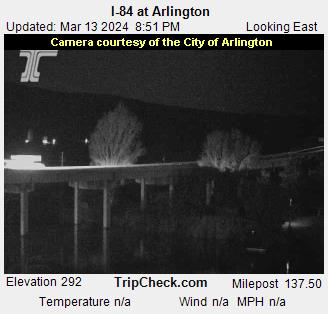 I-84 at Arlington
Updated: Mar 13 2024 8:51 PM Looking East
Camera courtesy of the City of Arlington
Elevation 292 TripCheck.com Milepost 137.50
Temperature n/a Wind n/a MPH n/a